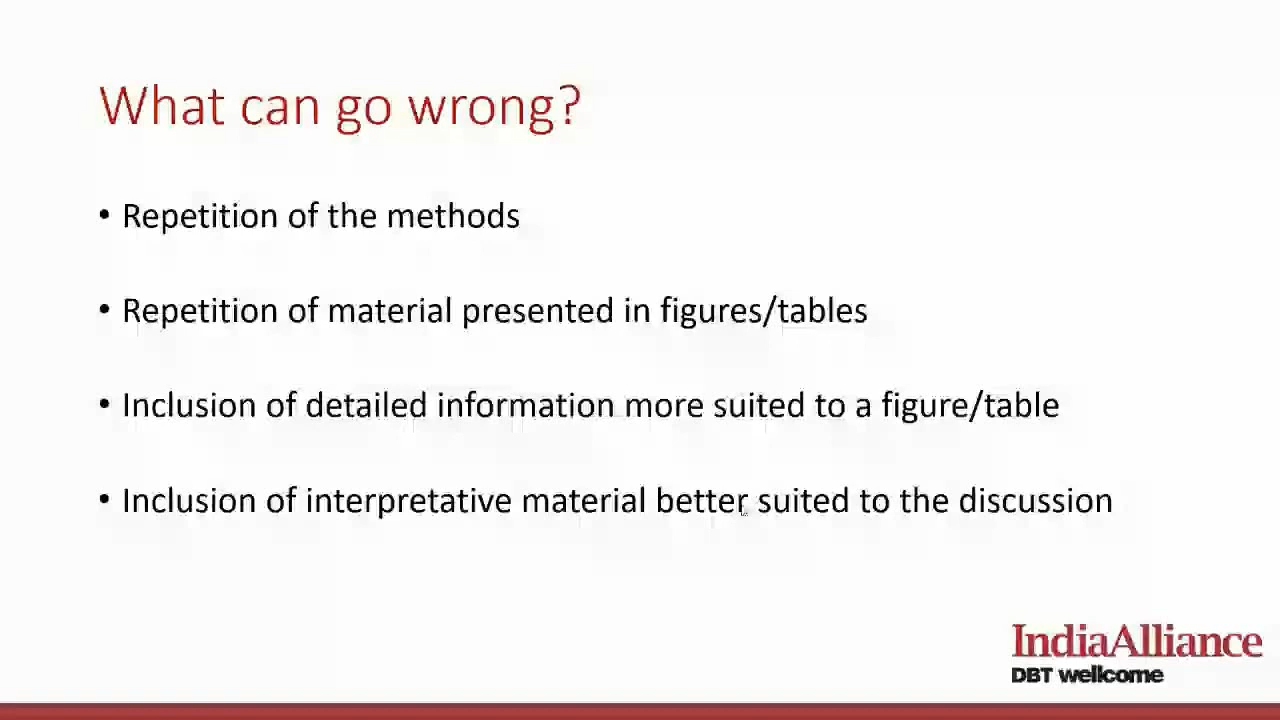 What can go wrong?
• Repetition of the methods
• Repetition of material presented in figures/tables
• Inclusion of detailed information more suited to a figure/table
• Inclusion of interpretative material better suited to the discussion
IndiaAlliance
DBT wellcome